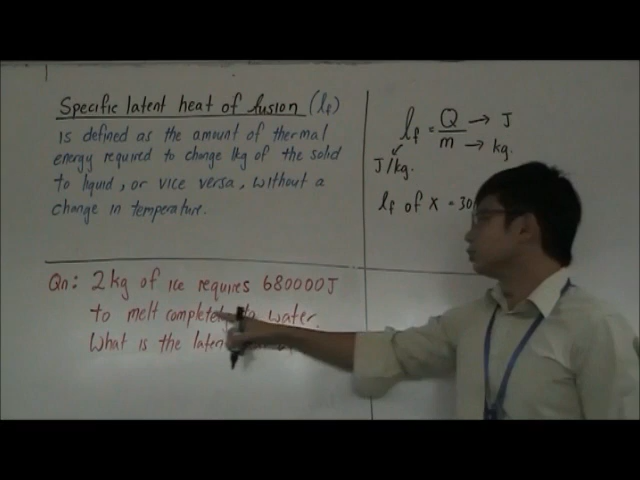 Specific latent heat of fusion (lf)
is defined as the amount of thermal
energy required to change 1kg of the solid
to liquid, or vice versa, without a
change in temperature.
lf = Q/m → J
→ kg.
J/kg.
lf of X = 30
Qn: 2kg of ice requires 680000J
to melt completely to water.
What is the laten